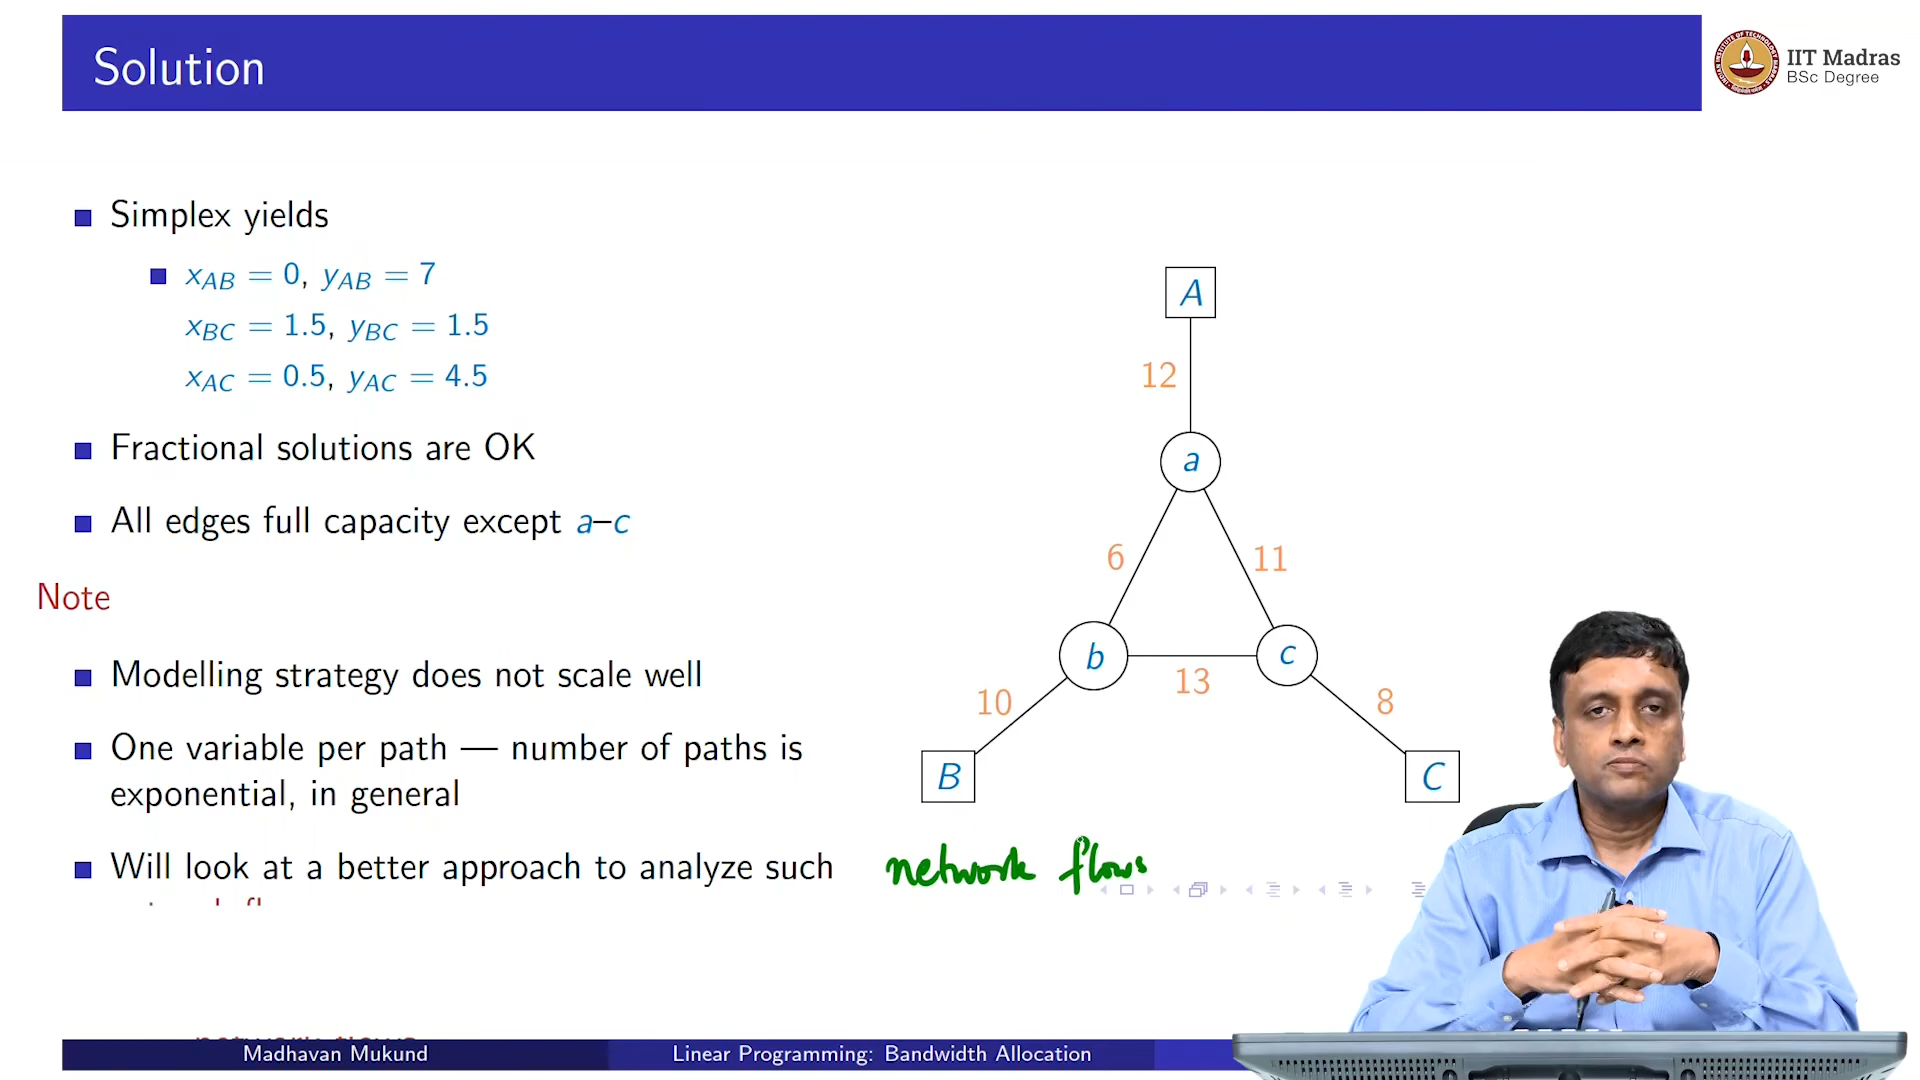 Solution
IIT Madras
BSc Degree
Simplex yields
x_AB = 0, y_AB = 7
x_BC = 1.5, y_BC = 1.5
x_AC = 0.5, y_AC = 4.5
Fractional solutions are OK
All edges full capacity except a–c
Note
Modelling strategy does not scale well
One variable per path — number of paths is
exponential, in general
Will look at a better approach to analyze such
A
12
a
6
11
b
c
13
10
8
B
C
network flows
Madhavan Mukund
Linear Programming: Bandwidth Allocation